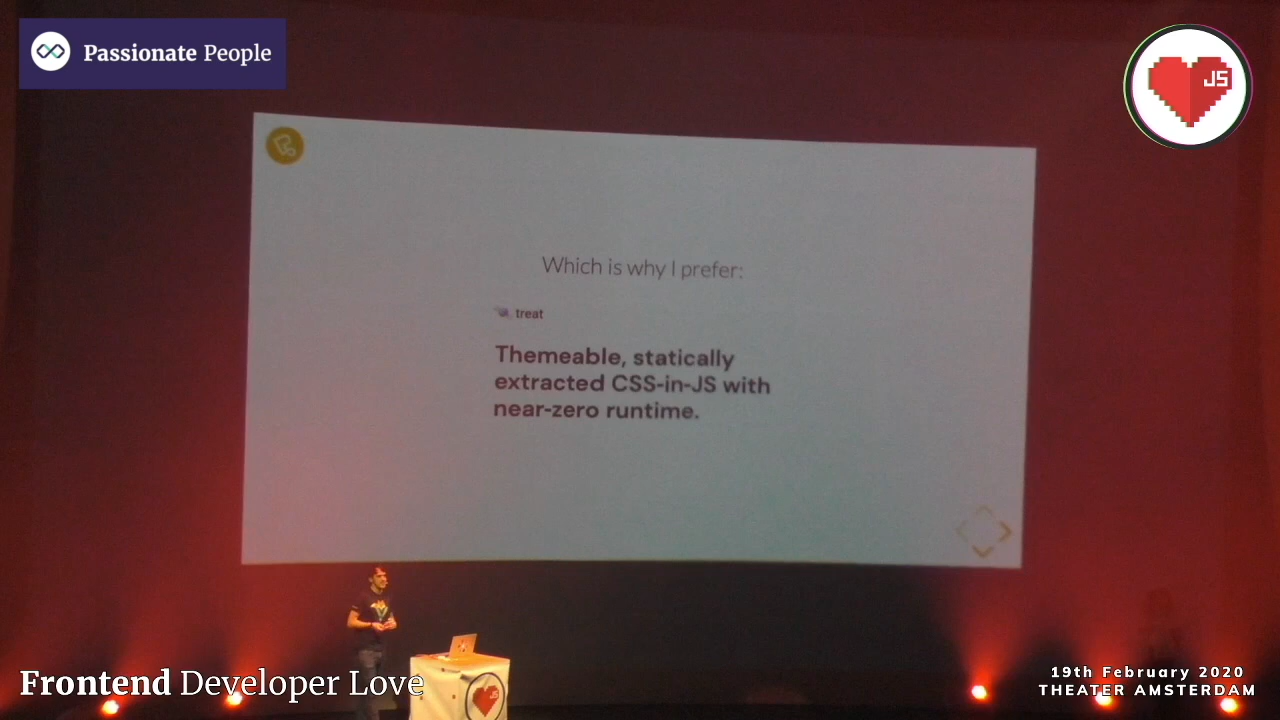 Passionate People
JS
Which is why I prefer:
treat
Themeable, statically
extracted CSS-in-JS with
near-zero runtime.
Frontend Developer Love
JS
19th February 2020
THEATER AMSTERDAM